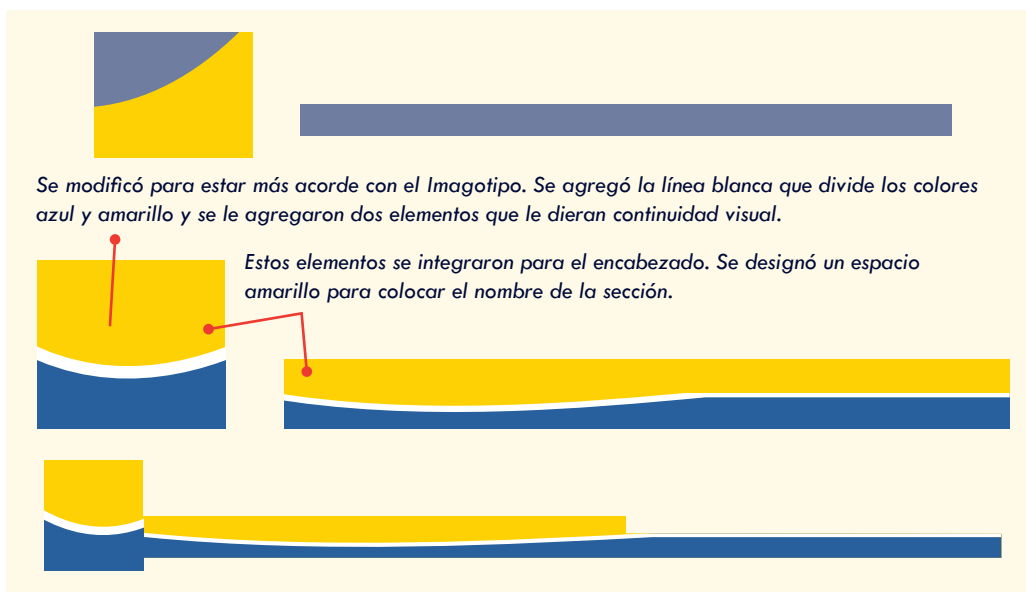 Se modificó para estar más acorde con el Imagotipo. Se agregó la línea blanca que divide los colores
azul y amarillo y se le agregaron dos elementos que le dieran continuidad visual.
Estos elementos se integraron para el encabezado. Se designó un espacio
amarillo para colocar el nombre de la sección.